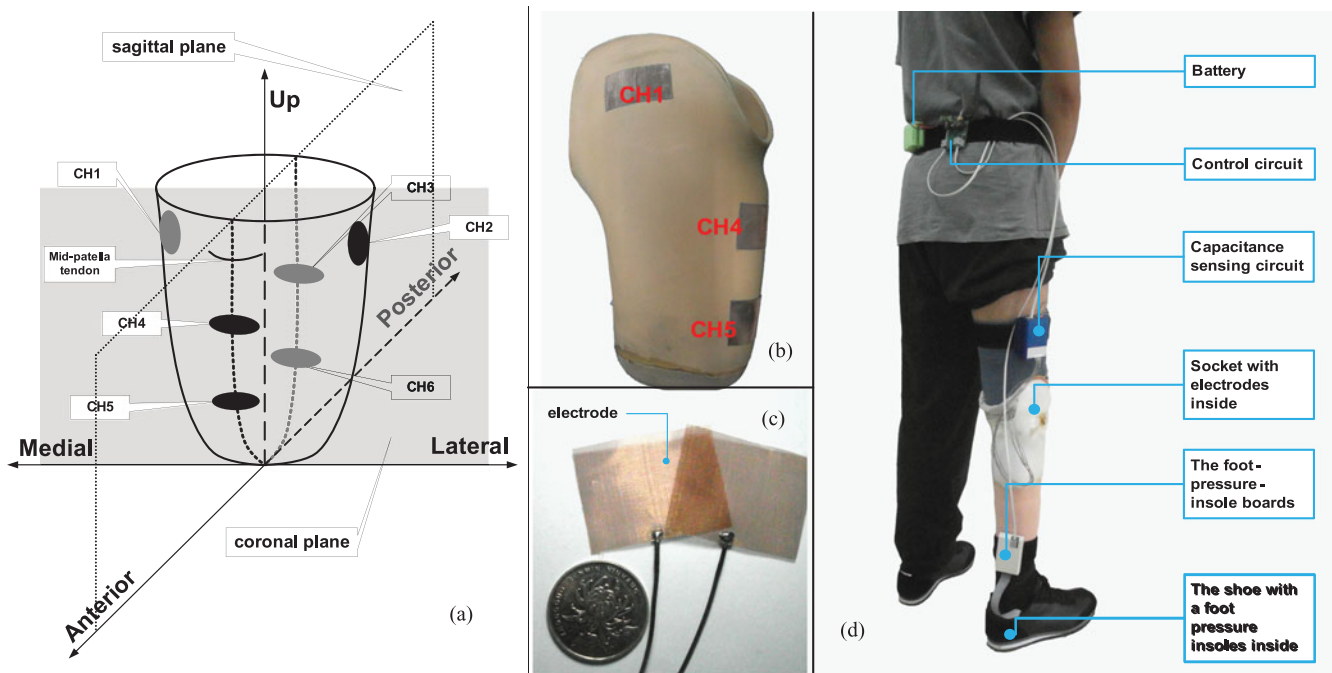 sagittal plane
Up
CH1
CH3
CH2
Mid-patella
tendon
Posterior
CH4
CH6
CH5
Medial
Lateral
coronal plane
Anterior
(a)
CH1
CH4
CH5
(b)
(c)
electrode
Battery
Control circuit
Capacitance
sensing circuit
Socket with
electrodes
inside
The foot-
pressure-
insole boards
The shoe with
a foot
pressure
insoles inside
(d)